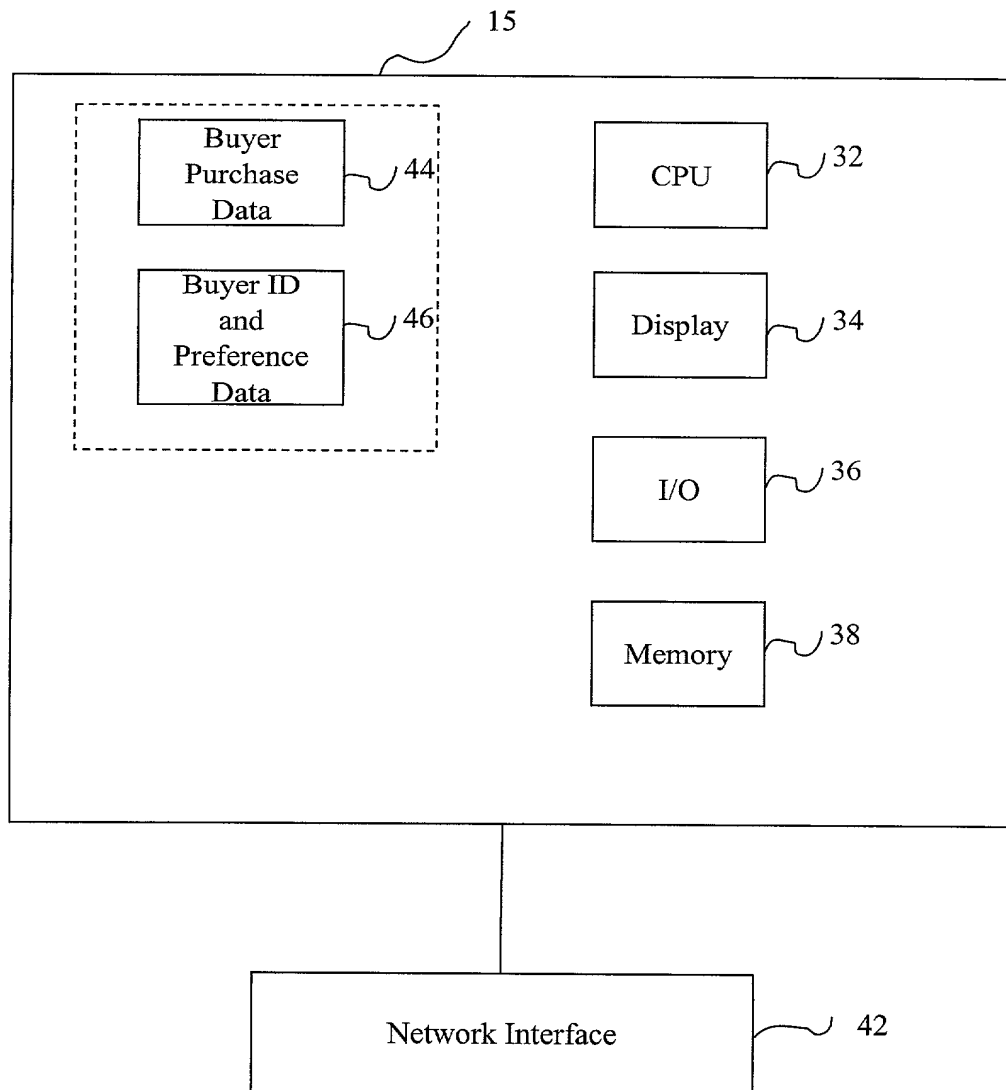 15
Buyer
Purchase
Data
44
CPU
32
Buyer ID
and
Preference
Data
46
Display
34
I/O
36
Memory
38
Network Interface
42